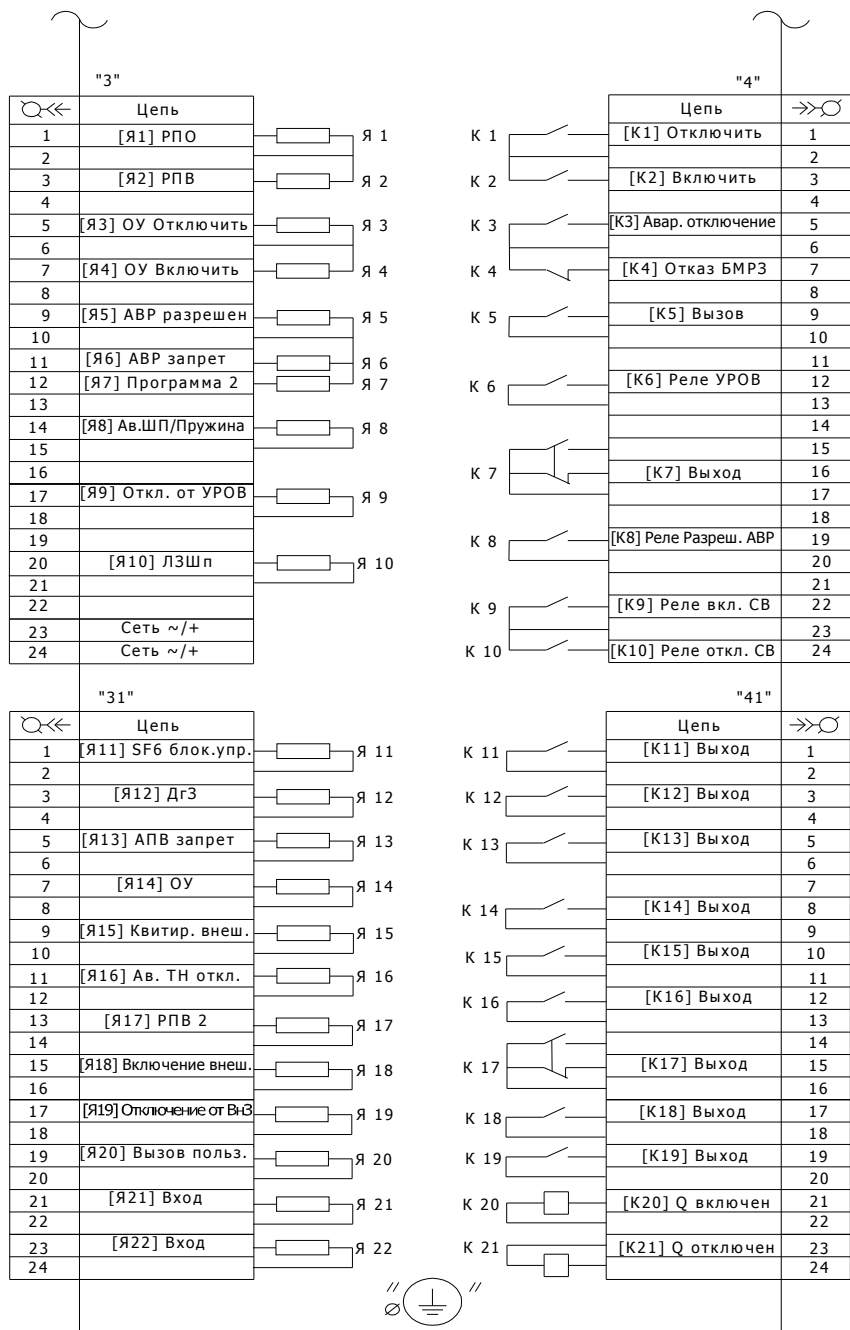 "3"
Цепь
1 [Я1] РПО Я 1
2
3 [Я2] РПВ Я 2
4
5 [Я3] ОУ Отключить Я 3
6
7 [Я4] ОУ Включить Я 4
8
9 [Я5] АВР разрешен Я 5
10
11 [Я6] АВР запрет Я 6
12 [Я7] Программа 2 Я 7
13
14 [Я8] Ав.ШП/Пружина Я 8
15
16
17 [Я9] Откл. от УРОВ Я 9
18
19
20 [Я10] ЛЗШп Я 10
21
22
23 Сеть ~/+
24 Сеть ~/+
"4"
Цепь
К 1 [К1] Отключить 1
2
К 2 [К2] Включить 3
4
К 3 [К3] Авар. отключение 5
6
К 4 [К4] Отказ БМРЗ 7
8
К 5 [К5] Вызов 9
10
11
К 6 [К6] Реле УРОВ 12
13
14
15
К 7 [К7] Выход 16
17
18
К 8 [К8] Реле Разреш. АВР 19
20
21
К 9 [К9] Реле вкл. СВ 22
23
К 10 [К10] Реле откл. СВ 24
"31"
Цепь
1 [Я11] SF6 блок.упр. Я 11
2
3 [Я12] ДгЗ Я 12
4
5 [Я13] АПВ запрет Я 13
6
7 [Я14] ОУ Я 14
8
9 [Я15] Квитир. внеш. Я 15
10
11 [Я16] Ав. ТН откл. Я 16
12
13 [Я17] РПВ 2 Я 17
14
15 [Я18] Включение внеш. Я 18
16
17 [Я19] Отключение от ВнЗ Я 19
18
19 [Я20] Вызов польз. Я 20
20
21 [Я21] Вход Я 21
22
23 [Я22] Вход Я 22
24
"41"
Цепь
К 11 [К11] Выход 1
2
К 12 [К12] Выход 3
4
К 13 [К13] Выход 5
6
7
К 14 [К14] Выход 8
9
К 15 [К15] Выход 10
11
К 16 [К16] Выход 12
13
14
К 17 [К17] Выход 15
16
К 18 [К18] Выход 17
18
К 19 [К19] Выход 19
20
К 20 [К20] Q включен 21
22
К 21 [К21] Q отключен 23
24